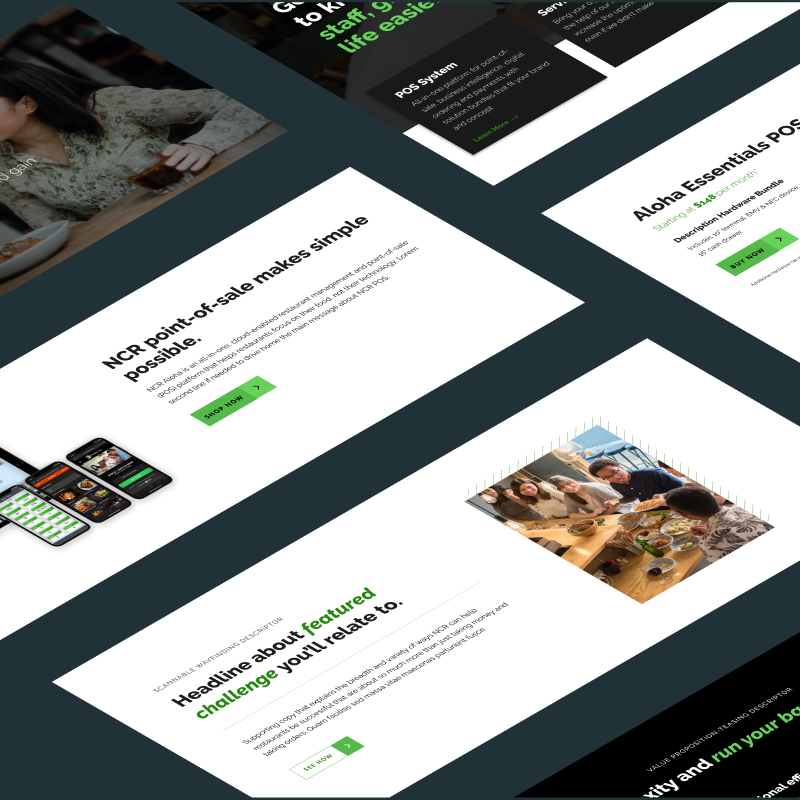 to k
staff, g
life easie
POS System
All-in-one platform for point-of-
sale, business intelligence, digital
ordering and payments with
solution bundles that fit your brand
and concept.
Learn More
Serv
Bring your
the help of our
increase the uptime
even if we didn't make
gain
NCR point-of-sale makes simple
possible.
NCR Aloha is an all-in-one, cloud-enabled restaurant management and point-of-sale
(POS) platform that helps restaurants focus on their food, not their technology. Lorem
second line if needed to drive home the main message about NCR POS.
SHOP NOW
Aloha Essentials POS
Starting at $148 per month*
Description Hardware Bundle
Includes 10" terminal, EMV & NFC device,
16" cash drawer
BUY NOW
SCANNABLE WAYFINDING DESCRIPTOR
Headline about featured
challenge you'll relate to.
Supporting copy that explains the breadth and variety of ways NCR can help
restaurants be successful that are about so much more than just taking money and
taking orders. Quam facilisis sed massa vitae maecenas parturient fusce.
SEE HOW
VALUE PROPOSITION-TEASING DESCRIPTOR
xity and run your bo
ional effi